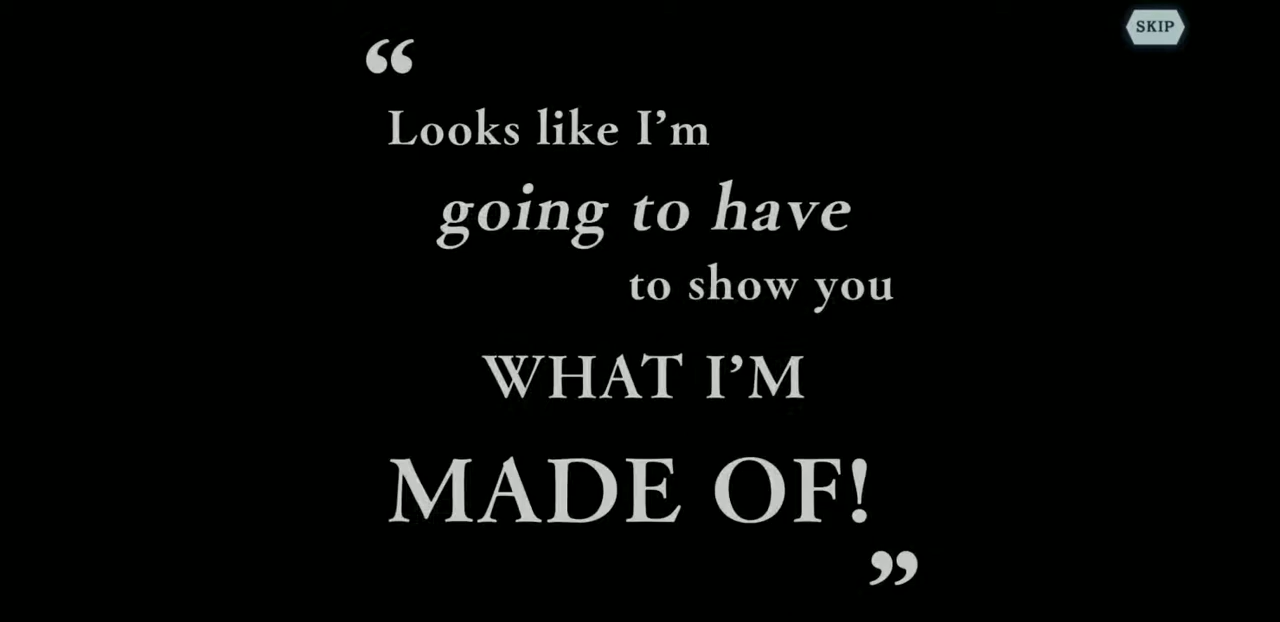 SKIP
“
Looks like I’m
going to have
to show you
WHAT I’M
MADE OF!
”